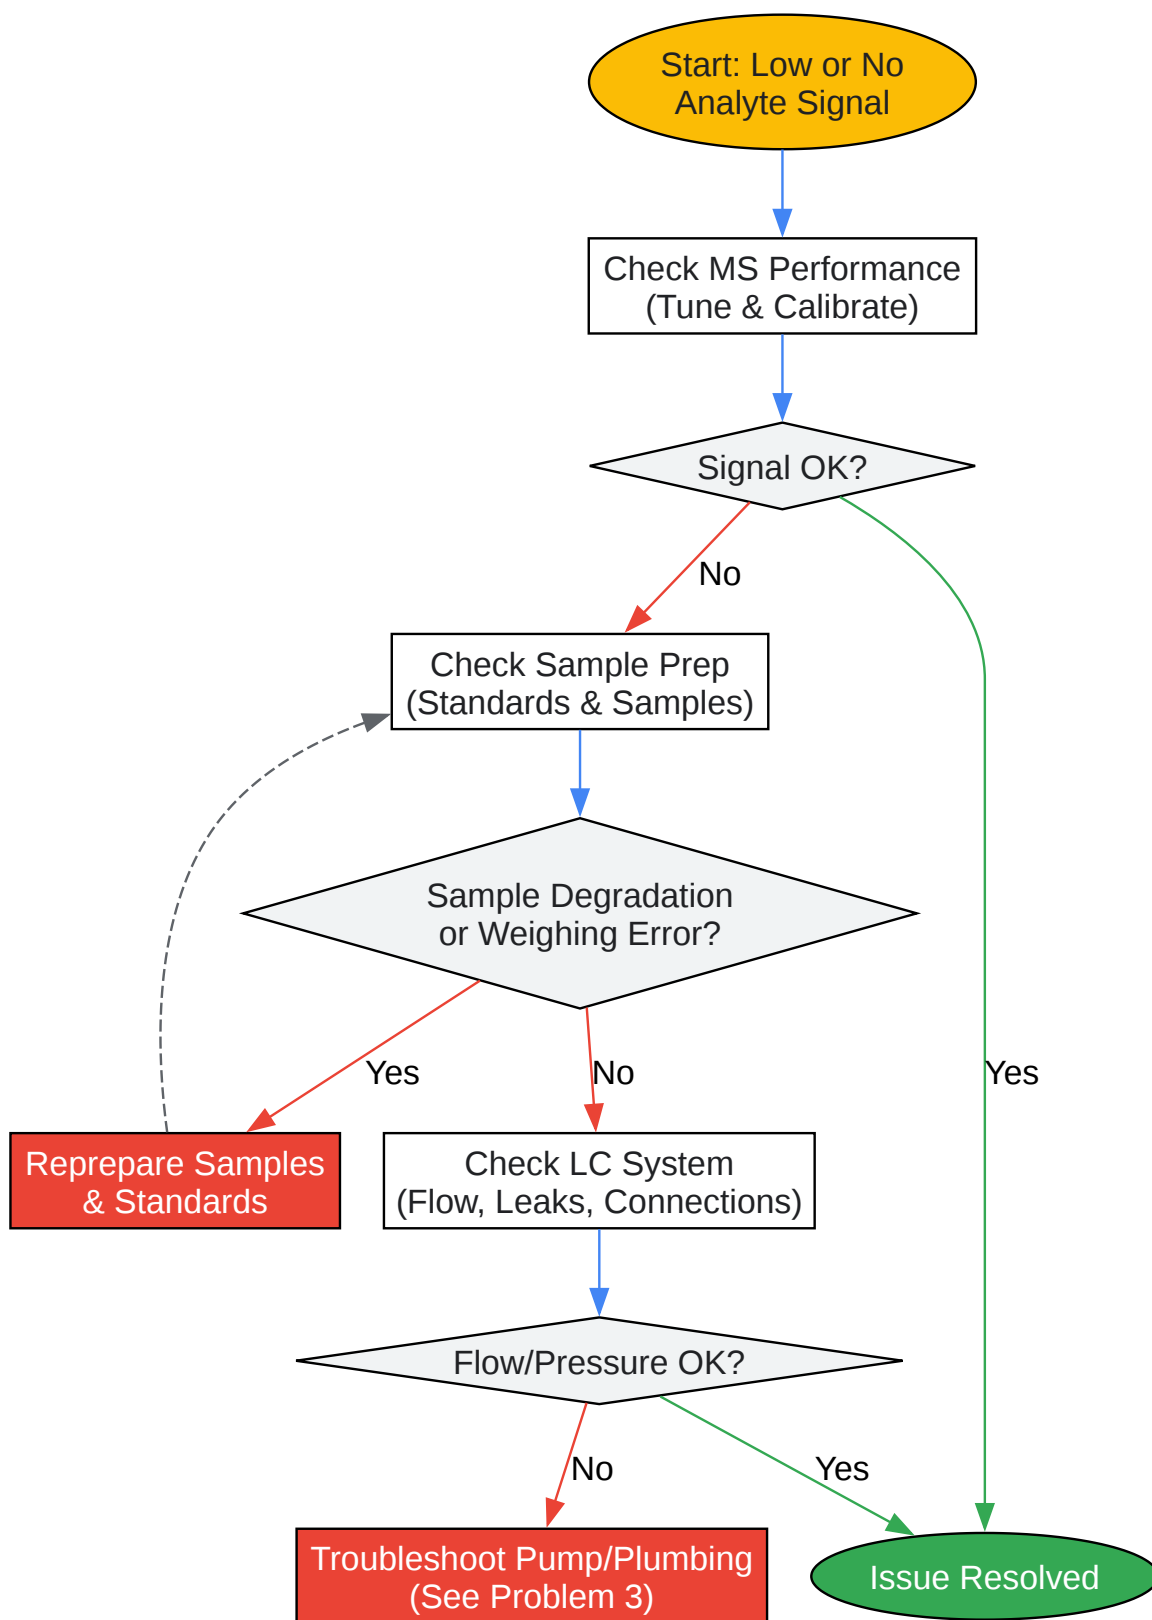 Start: Low or No
Analyte Signal
Check MS Performance
(Tune & Calibrate)
Signal OK?
No
Check Sample Prep
(Standards & Samples)
Sample Degradation
or Weighing Error?
Yes
No
Yes
Reprepare Samples
& Standards
Check LC System
(Flow, Leaks, Connections)
Flow/Pressure OK?
No
Yes
Troubleshoot Pump/Plumbing
(See Problem 3)
Issue Resolved